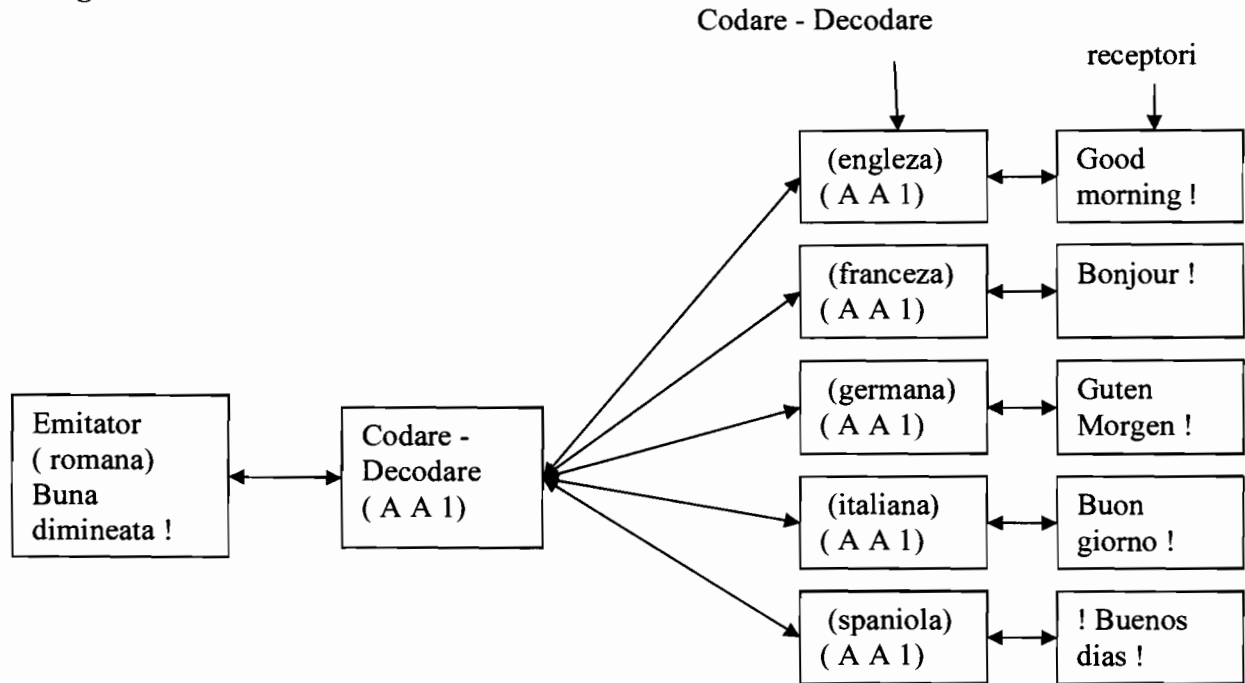 Codare - Decodare
receptori
(engleza)
( A A 1)
Good
morning !
(franceza)
( A A 1)
Bonjour !
(germana)
( A A 1)
Guten
Morgen !
Emitator
( romana)
Buna
dimineata !
Codare -
Decodare
( A A 1)
(italiana)
( A A 1)
Buon
giorno !
(spaniola)
( A A 1)
! Buenos
dias !